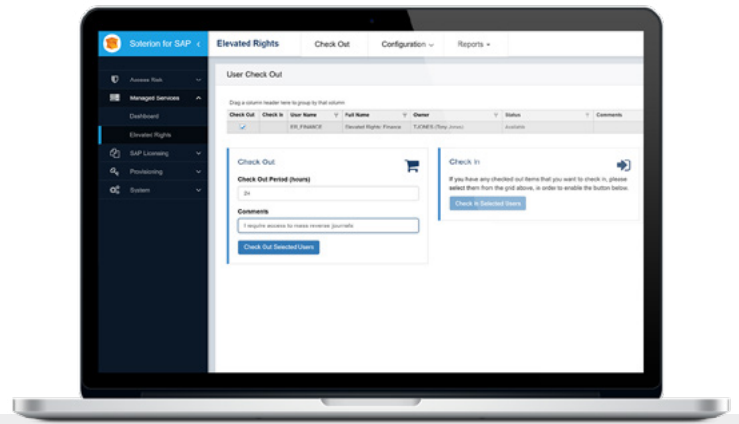 Soterion for SAP
Elevated Rights
Check Out
Configuration
Reports
Access Risk
Managed Services
Dashboard
Elevated Rights
SAP Licensing
Provisioning
System
User Check Out
Drag a column header here to group by that column
Check Out Check In User Name Full Name Owner Status Comments
ER_FINANCE Elevated Rights: Finance TJONES (Tony Jones) Available
Check Out
Check Out Period (hours)
24
Comments
I require access to mass reverse journals
Check Out Selected Users
Check In
If you have any checked out items that you want to check in, please
select them from the grid above, in order to enable the button below.
Check In Selected Users